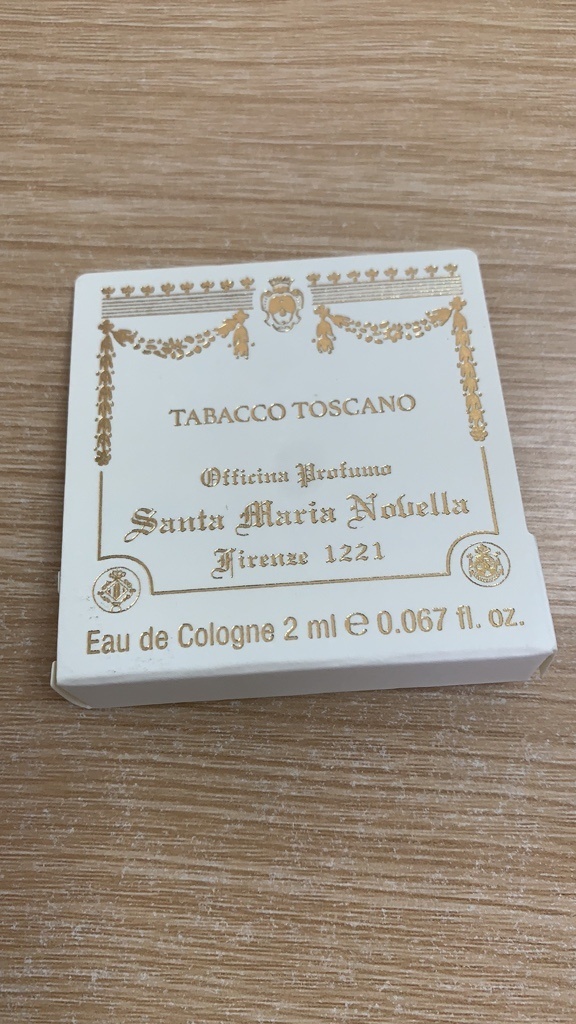 TABACCO TOSCANO
Officina Profumo
Santa Maria Novella
Firenze 1221
Eau de Cologne 2 ml ℮ 0.067 fl. oz.